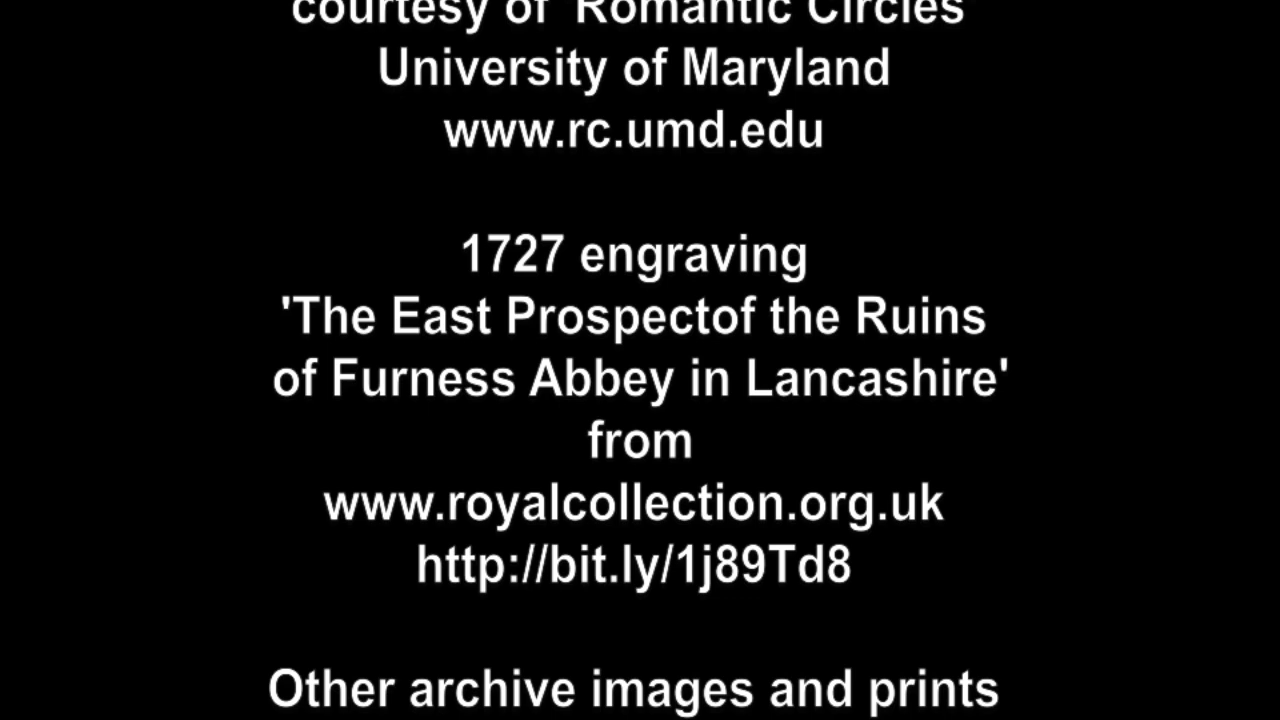 courtesy of 'Romantic Circles'
University of Maryland
www.rc.umd.edu
1727 engraving
'The East Prospectof the Ruins
of Furness Abbey in Lancashire'
from
www.royalcollection.org.uk
http://bit.ly/1j89Td8
Other archive images and prints